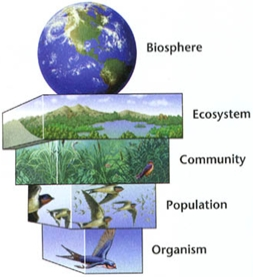 Biosphere
Ecosystem
Community
Population
Organism